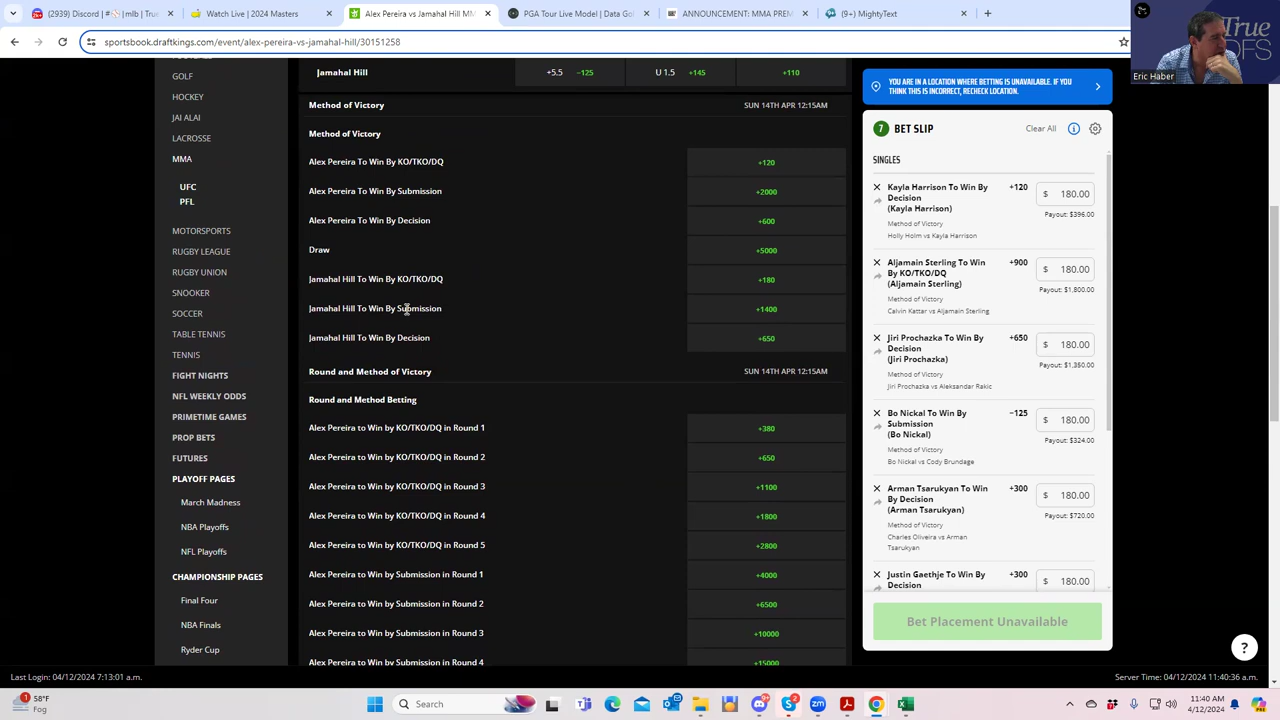 (2939) Discord | #
| mlb | True
Watch Live | 2024 Masters
Alex Pereira vs Jamahal Hill MM
PGA Tour Live Model | Data Gol
ANNOUNCEMENT: MMA PREM
(9+) MightyText
sportsbook.draftkings.com/event/alex-pereira-vs-jamahal-hill/30151258
True
DFS
Eric Haber
GOLF
HOCKEY
JAI ALAI
LACROSSE
MMA
UFC
PFL
MOTORSPORTS
RUGBY LEAGUE
RUGBY UNION
SNOOKER
SOCCER
TABLE TENNIS
TENNIS
FIGHT NIGHTS
NFL WEEKLY ODDS
PRIMETIME GAMES
PROP BETS
FUTURES
PLAYOFF PAGES
March Madness
NBA Playoffs
NFL Playoffs
CHAMPIONSHIP PAGES
Final Four
NBA Finals
Ryder Cup
Jamahal Hill +5.5 −125 U 1.5 +145 +110
Method of Victory SUN 14TH APR 12:15AM
Method of Victory
Alex Pereira To Win By KO/TKO/DQ +120
Alex Pereira To Win By Submission +2000
Alex Pereira To Win By Decision +600
Draw +5000
Jamahal Hill To Win By KO/TKO/DQ +180
Jamahal Hill To Win By Submission +1400
Jamahal Hill To Win By Decision +650
Round and Method of Victory SUN 14TH APR 12:15AM
Round and Method Betting
Alex Pereira to Win by KO/TKO/DQ in Round 1 +380
Alex Pereira to Win by KO/TKO/DQ in Round 2 +650
Alex Pereira to Win by KO/TKO/DQ in Round 3 +1100
Alex Pereira to Win by KO/TKO/DQ in Round 4 +1800
Alex Pereira to Win by KO/TKO/DQ in Round 5 +2800
Alex Pereira to Win by Submission in Round 1 +4000
Alex Pereira to Win by Submission in Round 2 +6500
Alex Pereira to Win by Submission in Round 3 +10000
Alex Pereira to Win by Submission in Round 4 +15000
YOU ARE IN A LOCATION WHERE BETTING IS UNAVAILABLE. IF YOU
THINK THIS IS INCORRECT, RECHECK LOCATION.
7 BET SLIP Clear All
SINGLES
Kayla Harrison To Win By +120 $ 180.00
Decision
(Kayla Harrison) Payout: $396.00
Method of Victory
Holly Holm vs Kayla Harrison
Aljamain Sterling To Win +900 $ 180.00
By KO/TKO/DQ
(Aljamain Sterling) Payout: $1,800.00
Method of Victory
Calvin Kattar vs Aljamain Sterling
Jiri Prochazka To Win By +650 $ 180.00
Decision
(Jiri Prochazka) Payout: $1,350.00
Method of Victory
Jiri Prochazka vs Aleksandar Rakic
Bo Nickal To Win By −125 $ 180.00
Submission
(Bo Nickal) Payout: $324.00
Method of Victory
Bo Nickal vs Cody Brundage
Arman Tsarukyan To Win +300 $ 180.00
By Decision
(Arman Tsarukyan) Payout: $720.00
Method of Victory
Charles Oliveira vs Arman
Tsarukyan
Justin Gaethje To Win By +300 $ 180.00
Decision
Bet Placement Unavailable
?
Last Login: 04/12/2024 7:13:01 a.m. Server Time: 04/12/2024 11:40:36 a.m.
1
58°F
Fog
Search
11:40 AM
4/12/2024